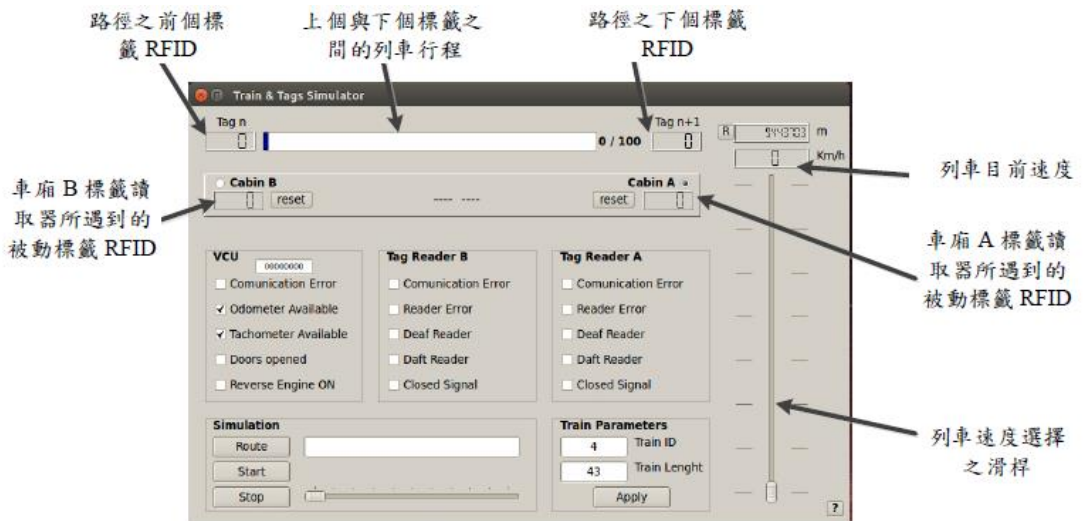 路徑之前個標
籤 RFID
上個與下個標籤之
間的列車行程
路徑之下個標籤
RFID
Train & Tags Simulator
Tag n
Tag n+1
0
0 / 100
0
R
9443703
m
0
Km/h
列車目前速度
Cabin B
Cabin A
0
reset
---- ----
reset
0
車廂 B 標籤讀
取器所遇到的
被動標籤 RFID
車廂 A 標籤讀
取器所遇到的
被動標籤 RFID
VCU
00000000
Comunication Error
Odometer Available
Tachometer Available
Doors opened
Reverse Engine ON
Tag Reader B
Comunication Error
Reader Error
Deaf Reader
Daft Reader
Closed Signal
Tag Reader A
Comunication Error
Reader Error
Deaf Reader
Daft Reader
Closed Signal
列車速度選擇
之滑桿
Simulation
Route
Start
Stop
Train Parameters
4
Train ID
43
Train Lenght
Apply
?